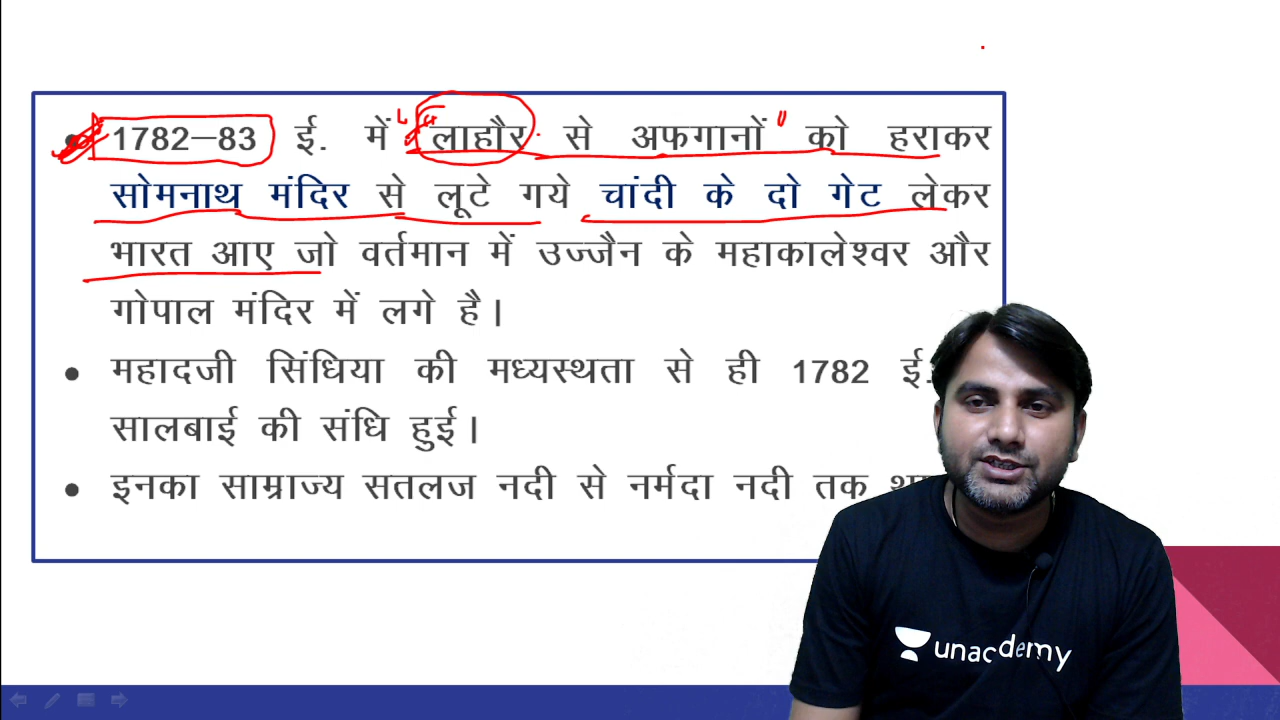 1782–83 ई. में लाहौर से अफगानों को हराकर
सोमनाथ मंदिर से लूटे गये चांदी के दो गेट लेकर
भारत आए जो वर्तमान में उज्जैन के महाकालेश्वर और
गोपाल मंदिर में लगे है।
महादजी सिंधिया की मध्यस्थता से ही 1782 ई.
सालबाई की संधि हुई।
इनका साम्राज्य सतलज नदी से नर्मदा नदी तक
unacademy